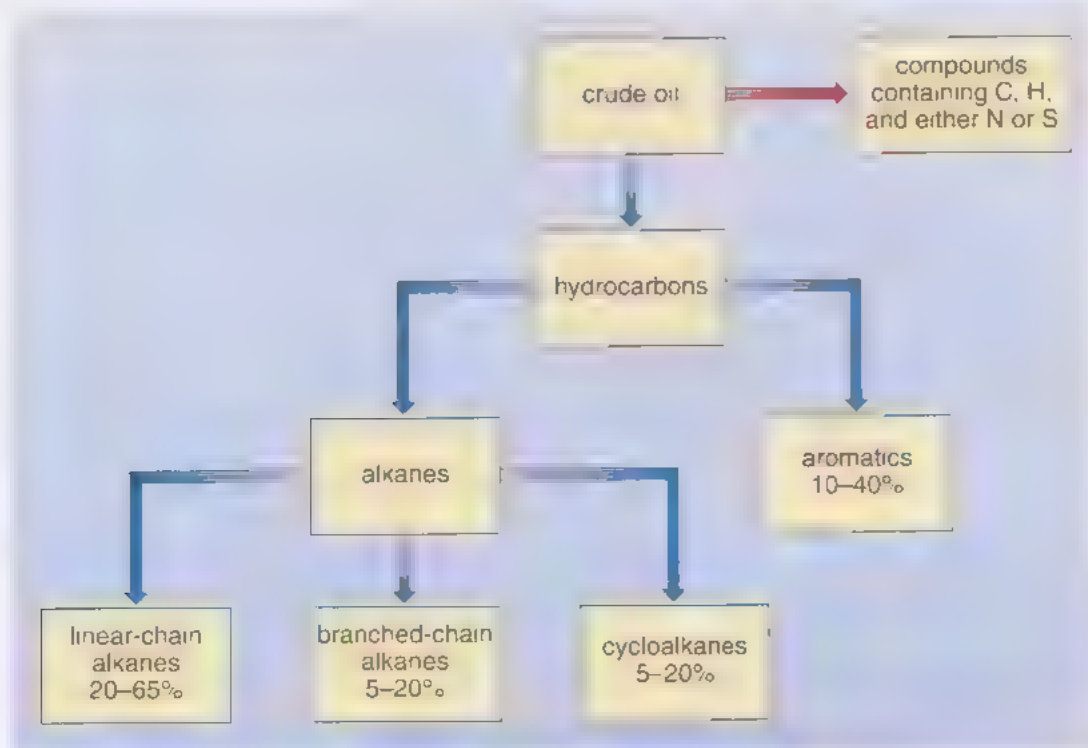 crude oil
compounds
containing C, H,
and either N or S
hydrocarbons
alkanes
aromatics
10–40%
linear-chain
alkanes
20–65%
branched-chain
alkanes
5–20%
cycloalkanes
5–20%